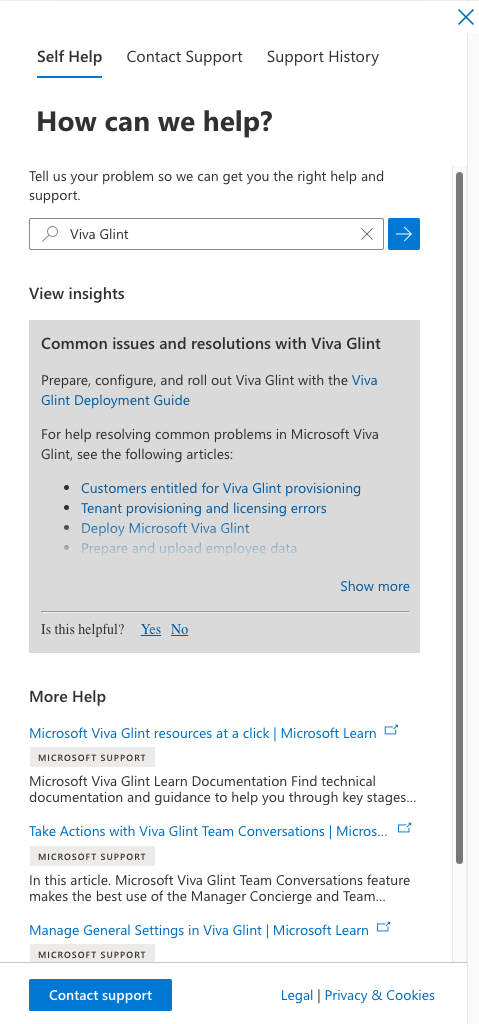 Self Help Contact Support Support History
How can we help?
Tell us your problem so we can get you the right help and
support.
Viva Glint
View insights
Common issues and resolutions with Viva Glint
Prepare, configure, and roll out Viva Glint with the Viva
Glint Deployment Guide
For help resolving common problems in Microsoft Viva
Glint, see the following articles:
• Customers entitled for Viva Glint provisioning
• Tenant provisioning and licensing errors
• Deploy Microsoft Viva Glint
• Prepare and upload employee data
Show more
Is this helpful? Yes No
More Help
Microsoft Viva Glint resources at a click | Microsoft Learn
MICROSOFT SUPPORT
Microsoft Viva Glint Learn Documentation Find technical
documentation and guidance to help you through key stages...
Take Actions with Viva Glint Team Conversations | Micros...
MICROSOFT SUPPORT
In this article. Microsoft Viva Glint Team Conversations feature
makes the best use of the Manager Concierge and Team...
Manage General Settings in Viva Glint | Microsoft Learn
MICROSOFT SUPPORT
Contact support Legal | Privacy & Cookies